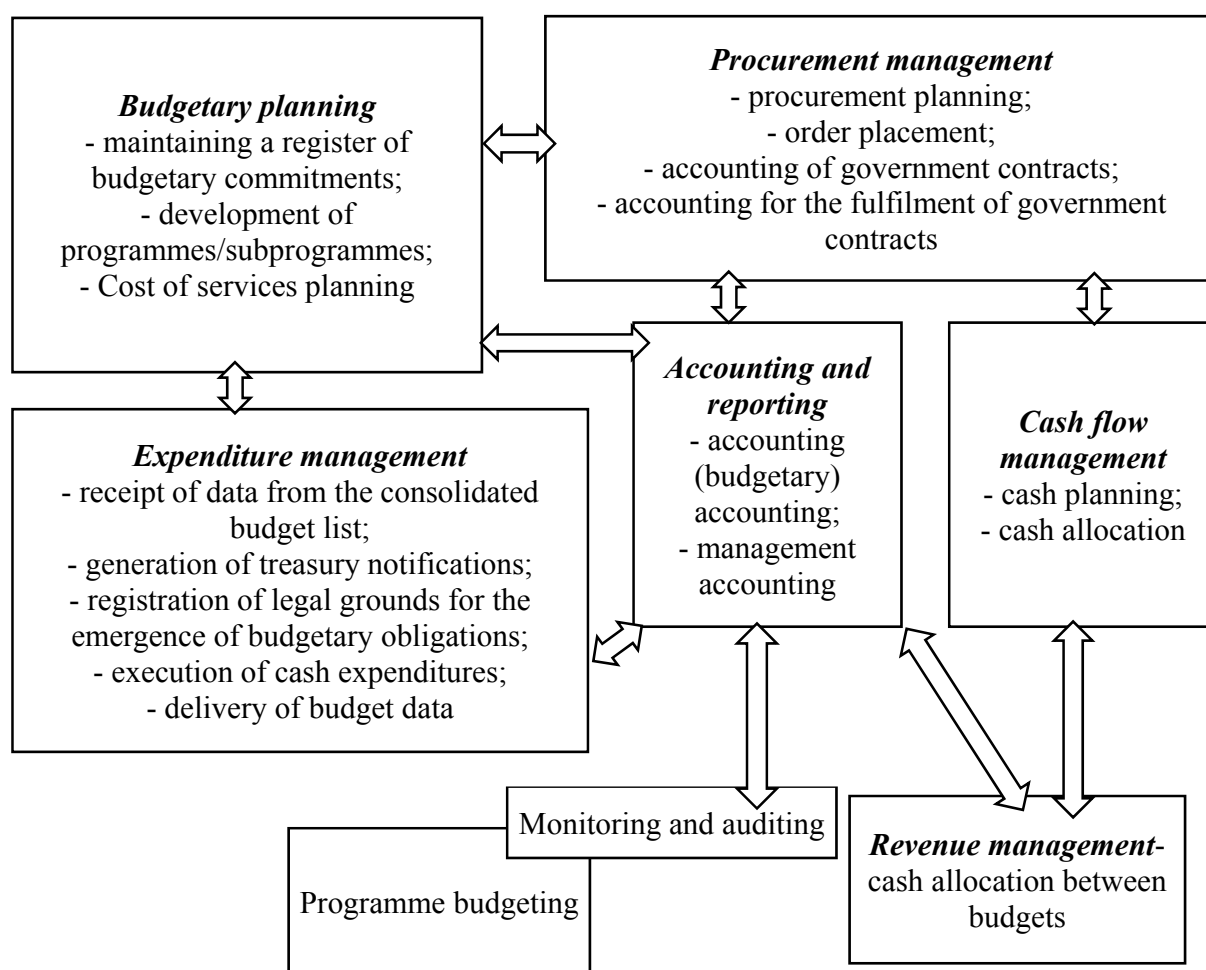 Budgetary planning
- maintaining a register of
budgetary commitments;
- development of
programmes/subprogrammes;
- Cost of services planning
Procurement management
- procurement planning;
- order placement;
- accounting of government contracts;
- accounting for the fulfilment of government
contracts
Expenditure management
- receipt of data from the consolidated
budget list;
- generation of treasury notifications;
- registration of legal grounds for the
emergence of budgetary obligations;
- execution of cash expenditures;
- delivery of budget data
Accounting and
reporting
- accounting
(budgetary)
accounting;
- management
accounting
Cash flow
management
- cash planning;
- cash allocation
Monitoring and auditing
Programme budgeting
Revenue management-
cash allocation between
budgets